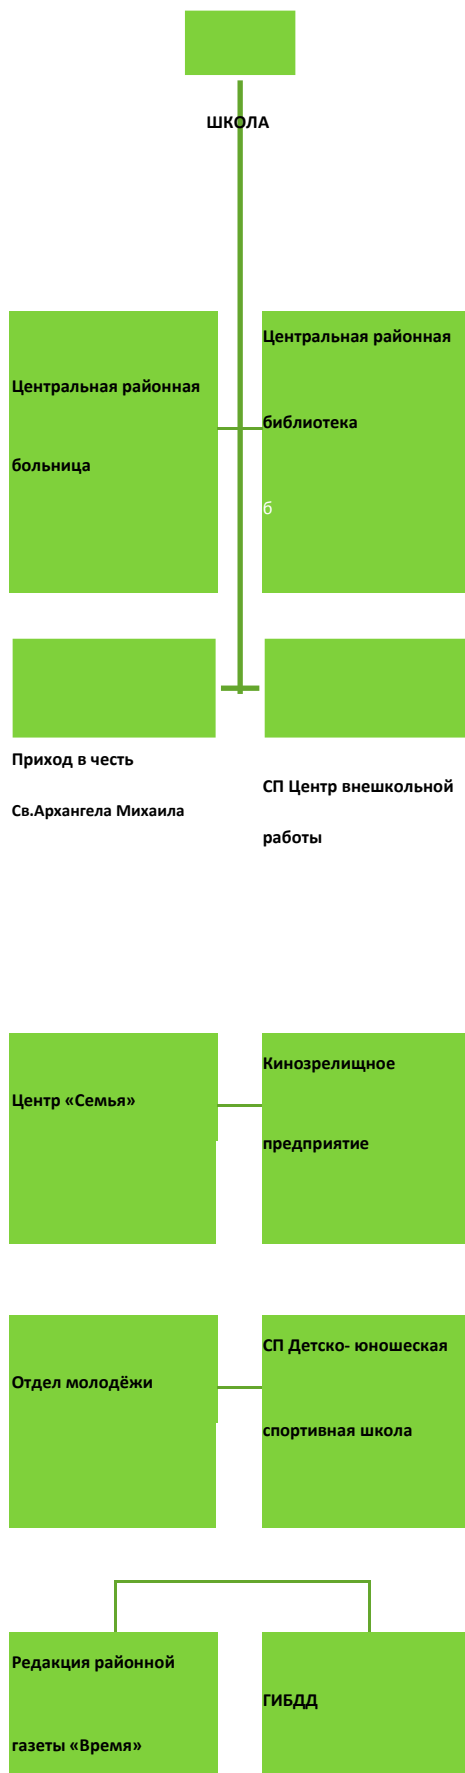 ШКОЛА
Центральная районная
больница
Центральная районная
библиотека
б
Приход в честь
Св.Архангела Михаила
СП Центр внешкольной
работы
Центр «Семья»
Кинозрелищное
предприятие
Отдел молодёжи
СП Детско- юношеская
спортивная школа
Редакция районной
газеты «Время»
ГИБДД